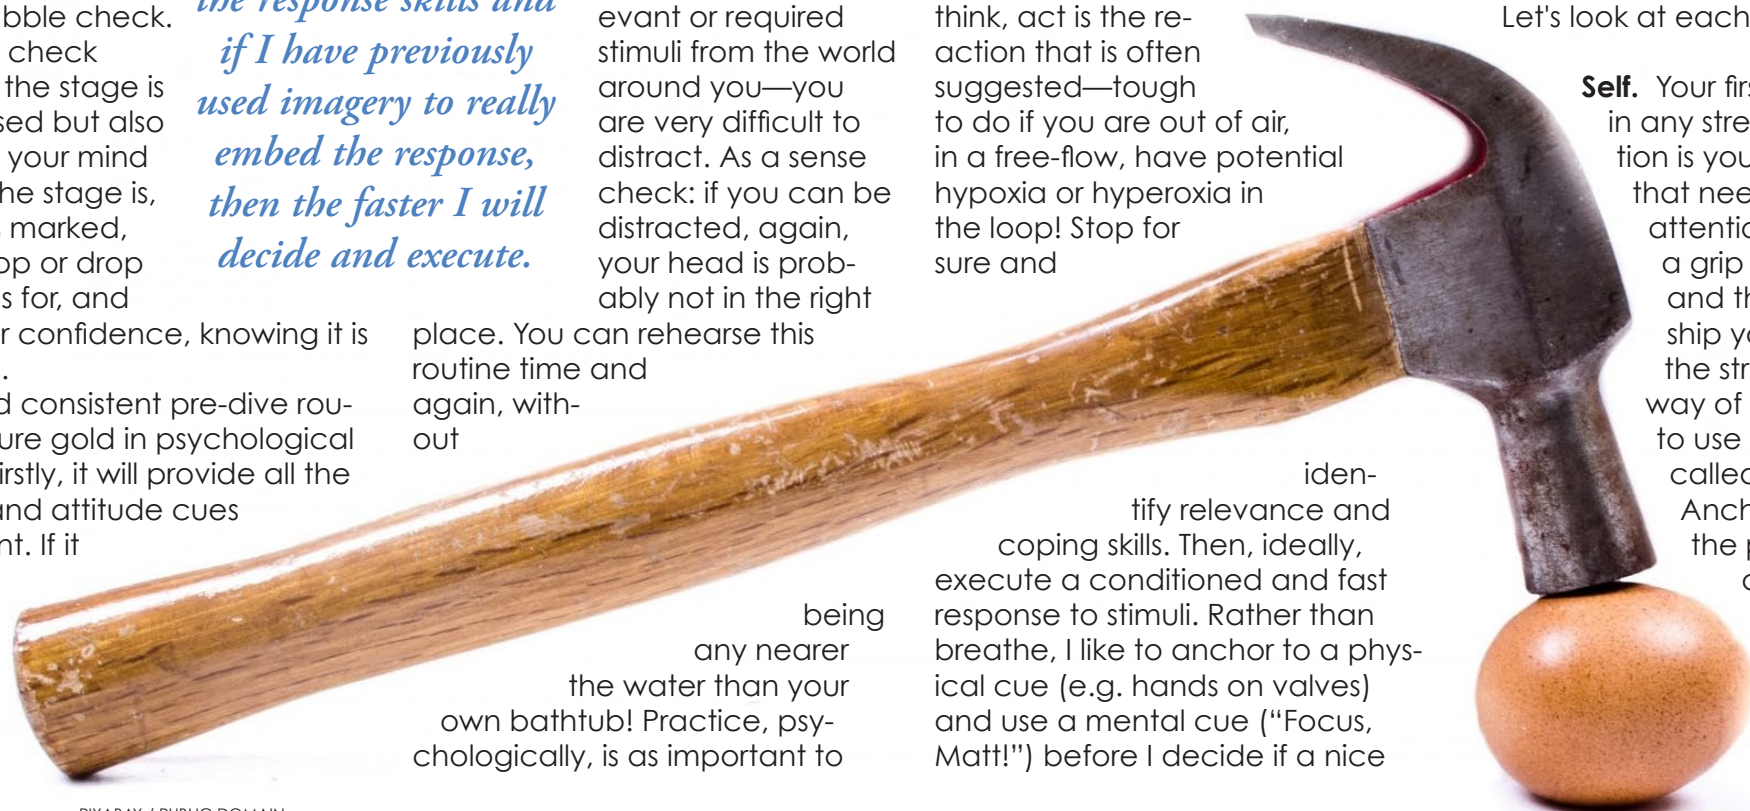 bble check.
check
the stage is
sed but also
your mind
he stage is,
marked,
op or drop
s for, and
r confidence, knowing it is
.
d consistent pre-dive rou-
ure gold in psychological
irstly, it will provide all the
and attitude cues
nt. If it
the response skills and
if I have previously
used imagery to really
embed the response,
then the faster I will
decide and execute.
evant or required
stimuli from the world
around you—you
are very difficult to
distract. As a sense
check: if you can be
distracted, again,
your head is prob-
ably not in the right
place. You can rehearse this
routine time and
again, with-
out
being
any nearer
the water than your
own bathtub! Practice, psy-
chologically, is as important to
think, act is the re-
action that is often
suggested—tough
to do if you are out of air,
in a free-flow, have potential
hypoxia or hyperoxia in
the loop! Stop for
sure and
iden-
tify relevance and
coping skills. Then, ideally,
execute a conditioned and fast
response to stimuli. Rather than
breathe, I like to anchor to a phys-
ical cue (e.g. hands on valves)
and use a mental cue (“Focus,
Matt!”) before I decide if a nice
Let's look at each
Self. Your firs
in any stre
tion is you
that nee
attentio
a grip
and th
ship yo
the str
way of
to use
called
Anch
the p
PIXABAY / PUBLIC DOMAIN